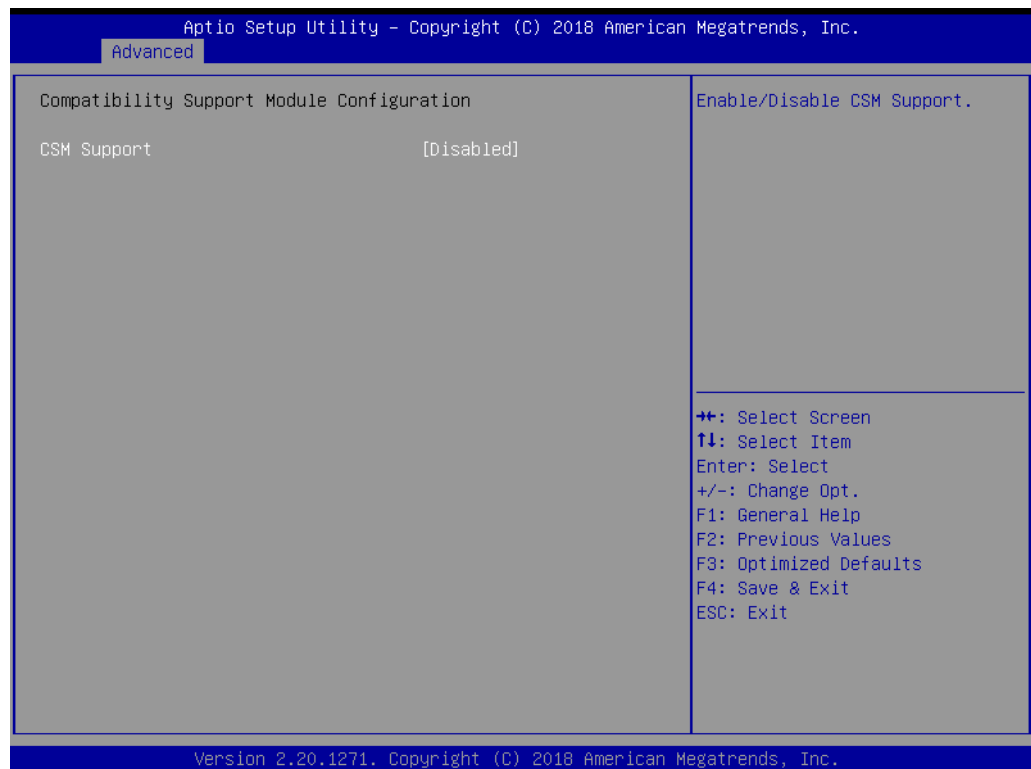 Aptio Setup Utility – Copyright (C) 2018 American Megatrends, Inc.
Advanced
Compatibility Support Module Configuration
CSM Support [Disabled]
Enable/Disable CSM Support.
→←: Select Screen
↑↓: Select Item
Enter: Select
+/-: Change Opt.
F1: General Help
F2: Previous Values
F3: Optimized Defaults
F4: Save & Exit
ESC: Exit
Version 2.20.1271. Copyright (C) 2018 American Megatrends, Inc.